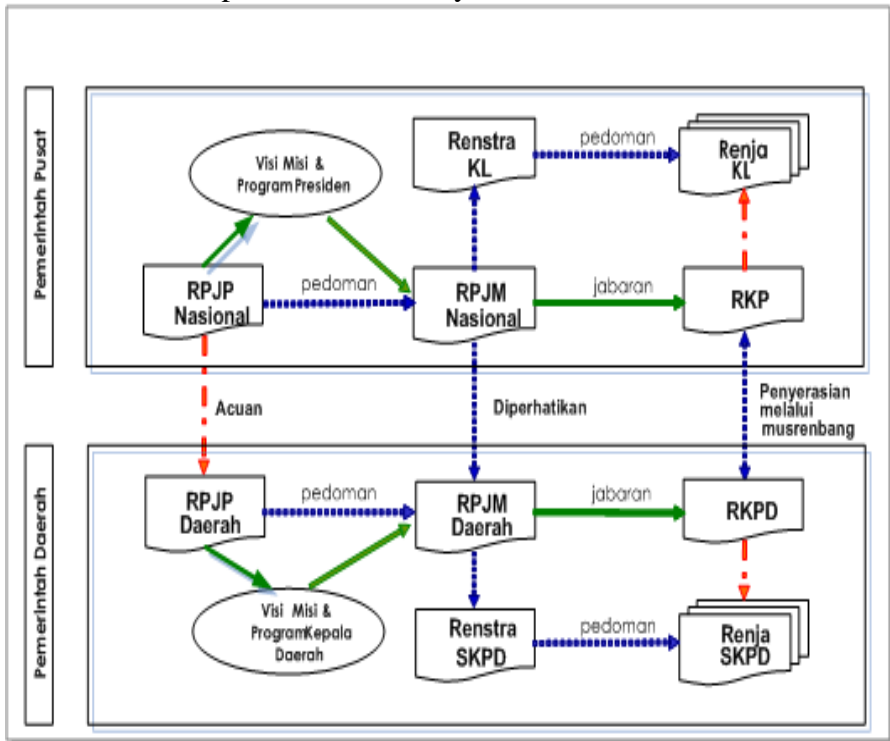 Pemerintah Pusat
Visi Misi &
Program Presiden
Renstra
KL
pedoman
Renja
KL
RPJP
Nasional
pedoman
RPJM
Nasional
jabaran
RKP
Acuan
Diperhatikan
Penyerasian
melalui
musrenbang
Pemerintah Daerah
RPJP
Daerah
pedoman
RPJM
Daerah
jabaran
RKPD
Visi Misi &
ProgramKepala
Daerah
Renstra
SKPD
pedoman
Renja
SKPD